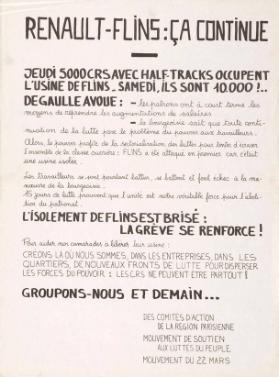 RENAULT-FLINS : ÇA CONTINUE
JEUDI 5000 CRS AVEC HALF-TRACKS OCCUPENT
L'USINE DE FLINS. SAMEDI, ILS SONT 10.000 !..
DE GAULLE AVOUE : - les patrons ont à court terme les
moyens de reprendre les augmentations de salaires
- la bourgeoisie sait que toute conti-
nuation de la lutte pose le problème du pouvoir aux travailleurs.
Alors, le pouvoir profite de la de la lutte pour tenter d'écraser
l'ensemble de la classe ouvrière : FLINS a été attaqué en premier car c'était
une usine isolée.
Les travailleurs se sont pourtant battus, se battent et font échec à la ma-
noeuvre de la bourgeoisie.
15 jours de lutte prouvent que l'unité est notre véritable force pour l'aboli-
tion du patronat.
L'ISOLEMENT DE FLINS EST BRISÉ :
LA GRÈVE SE RENFORCE !
Pour aider nos camarades à libérer leur usine :
CRÉONS LÀ OÙ NOUS SOMMES, DANS LES ENTREPRISES, DANS LES
QUARTIERS, DE NOUVEAUX FRONTS DE LUTTE POUR DISPERSER
LES FORCES DU POUVOIR : LES CRS NE PEUVENT ÊTRE PARTOUT !
GROUPONS-NOUS ET DEMAIN...
DES COMITÉS D'ACTION
DE LA RÉGION PARISIENNE
MOUVEMENT DE SOUTIEN
AUX LUTTES DU PEUPLE
MOUVEMENT DU 22 MARS